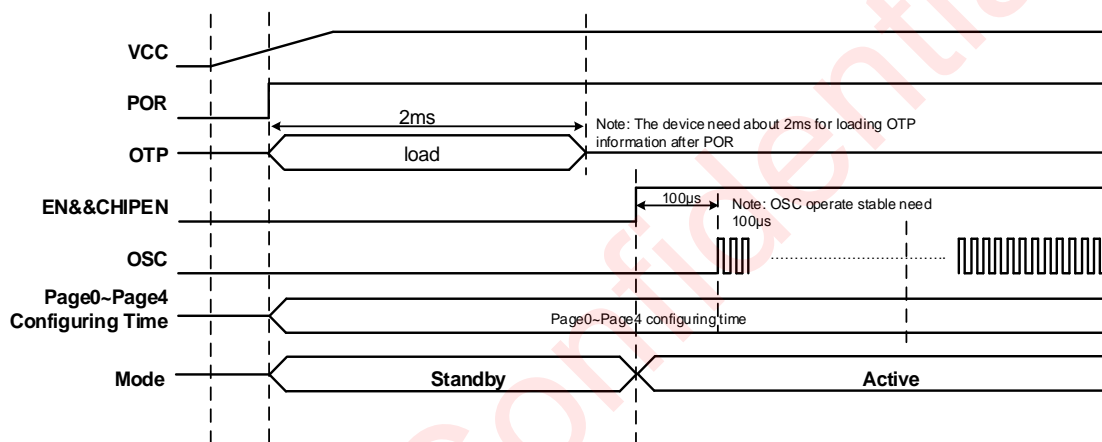 VCC
POR
2ms
Note: The device need about 2ms for loading OTP
information after POR
OTP
load
EN&&CHIPEN
100μs
Note: OSC operate stable need
100μs
OSC
Page0~Page4
Configuring Time
Page0~Page4 configuring time
Mode
Standby
Active
Confidential